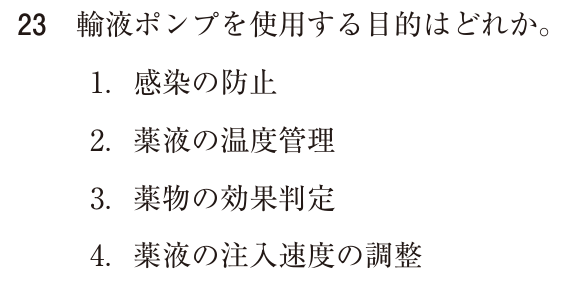 23 輸液ポンプを使用する目的はどれか。
1. 感染の防止
2. 薬液の温度管理
3. 薬物の効果判定
4. 薬液の注入速度の調整